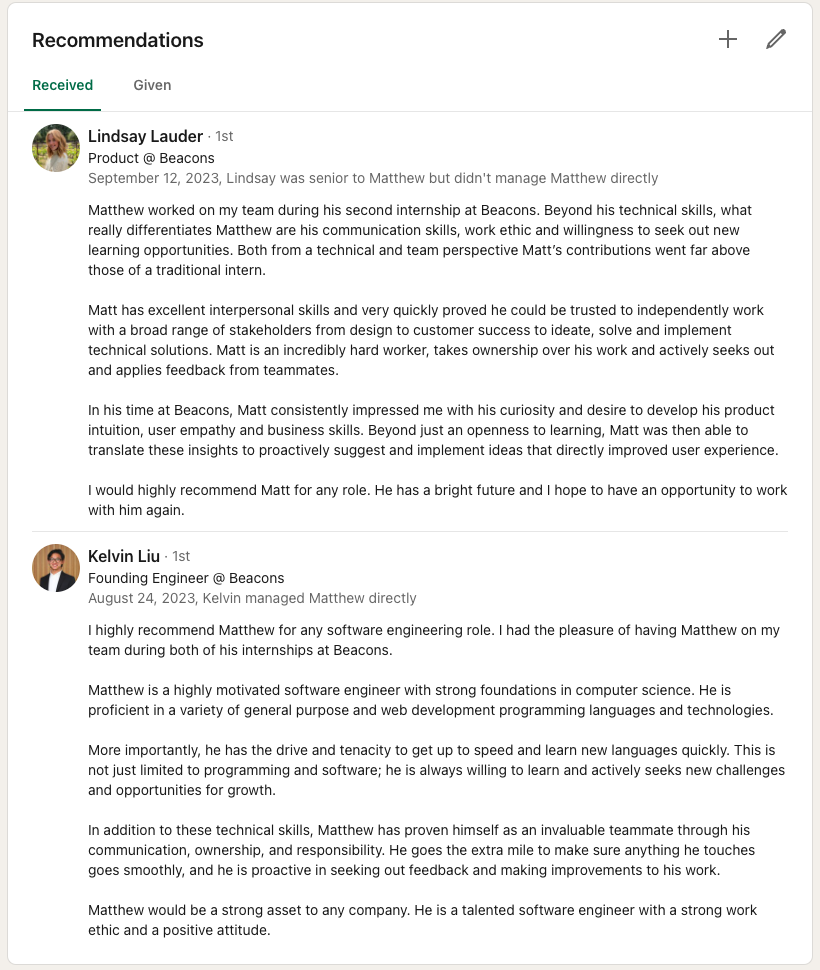 Recommendations
Received
Given
Lindsay Lauder · 1st
Product @ Beacons
September 12, 2023, Lindsay was senior to Matthew but didn't manage Matthew directly
Matthew worked on my team during his second internship at Beacons. Beyond his technical skills, what
really differentiates Matthew are his communication skills, work ethic and willingness to seek out new
learning opportunities. Both from a technical and team perspective Matt’s contributions went far above
those of a traditional intern.
Matt has excellent interpersonal skills and very quickly proved he could be trusted to independently work
with a broad range of stakeholders from design to customer success to ideate, solve and implement
technical solutions. Matt is an incredibly hard worker, takes ownership over his work and actively seeks out
and applies feedback from teammates.
In his time at Beacons, Matt consistently impressed me with his curiosity and desire to develop his product
intuition, user empathy and business skills. Beyond just an openness to learning, Matt was then able to
translate these insights to proactively suggest and implement ideas that directly improved user experience.
I would highly recommend Matt for any role. He has a bright future and I hope to have an opportunity to work
with him again.
Kelvin Liu · 1st
Founding Engineer @ Beacons
August 24, 2023, Kelvin managed Matthew directly
I highly recommend Matthew for any software engineering role. I had the pleasure of having Matthew on my
team during both of his internships at Beacons.
Matthew is a highly motivated software engineer with strong foundations in computer science. He is
proficient in a variety of general purpose and web development programming languages and technologies.
More importantly, he has the drive and tenacity to get up to speed and learn new languages quickly. This is
not just limited to programming and software; he is always willing to learn and actively seeks new challenges
and opportunities for growth.
In addition to these technical skills, Matthew has proven himself as an invaluable teammate through his
communication, ownership, and responsibility. He goes the extra mile to make sure anything he touches
goes smoothly, and he is proactive in seeking out feedback and making improvements to his work.
Matthew would be a strong asset to any company. He is a talented software engineer with a strong work
ethic and a positive attitude.